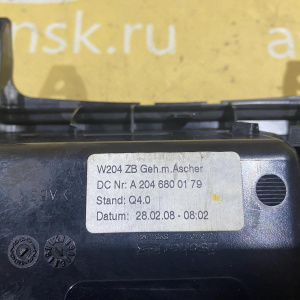 nsk.ru
W204 ZB Geh.m.Ascher
DC Nr: A 204 680 01 79
Stand: Q4.0
Datum: 28.02.08 - 08:02